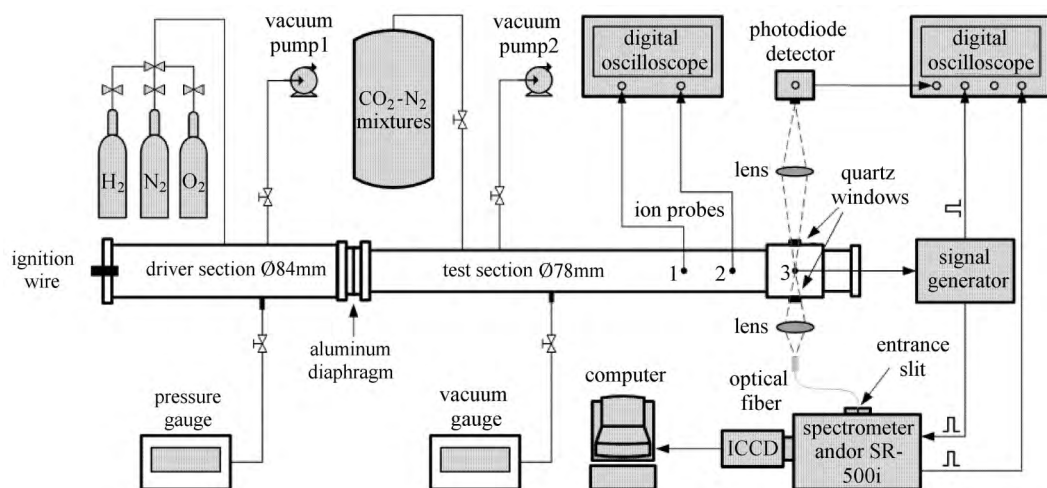 vacuum
pump1
vacuum
pump2
digital
oscilloscope
photodiode
detector
digital
oscilloscope
CO₂-N₂
mixtures
H₂
N₂
O₂
lens
quartz
windows
ion probes
ignition
wire
driver section Ø84mm
test section Ø78mm
1
2
3
signal
generator
aluminum
diaphragm
lens
optical
fiber
entrance
slit
pressure
gauge
vacuum
gauge
computer
ICCD
spectrometer
andor SR-
500i